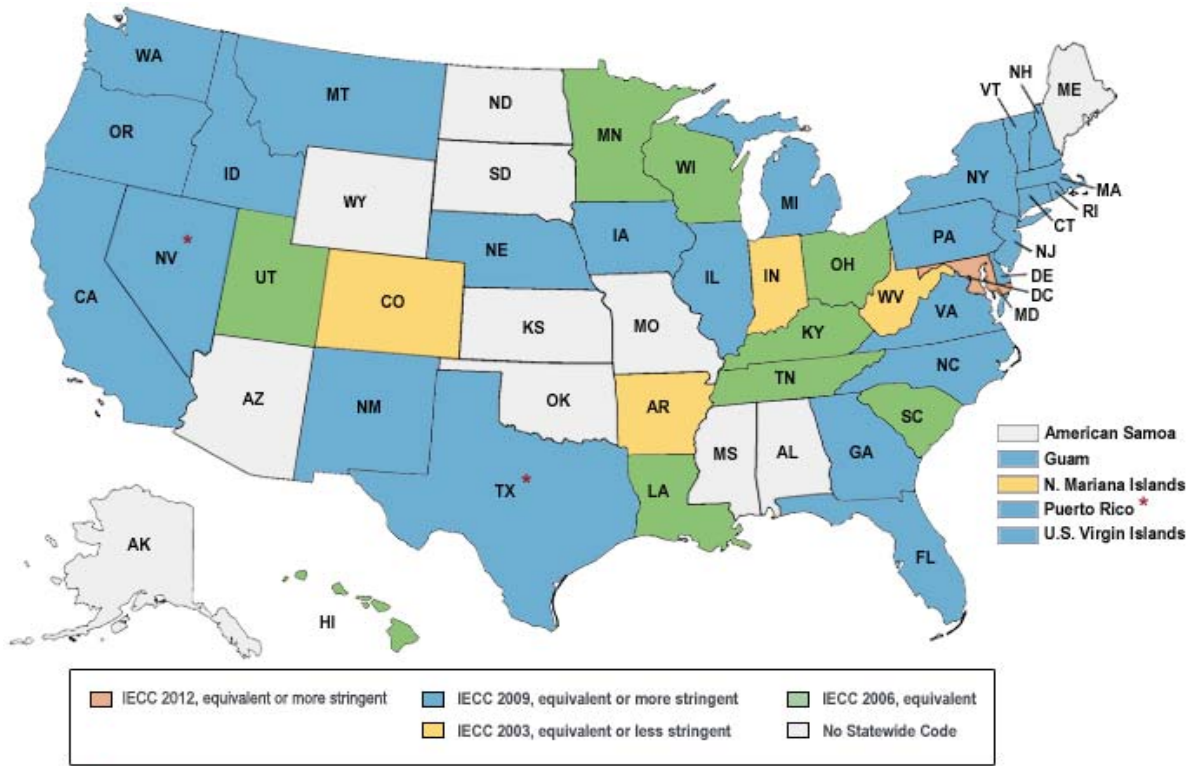 WA
MT
ND
MN
VT
NH
ME
OR
ID
SD
WI
MI
NY
MA
RI
CT
WY
NV *
NE
IA
PA
NJ
CA
UT
CO
IL
IN
OH
DE
DC
MD
WV
VA
KS
MO
KY
NC
AZ
NM
OK
AR
TN
SC
MS
AL
GA
TX *
LA
FL
AK
HI
American Samoa
Guam
N. Mariana Islands
Puerto Rico *
U.S. Virgin Islands
IECC 2012, equivalent or more stringent
IECC 2009, equivalent or more stringent
IECC 2006, equivalent
IECC 2003, equivalent or less stringent
No Statewide Code